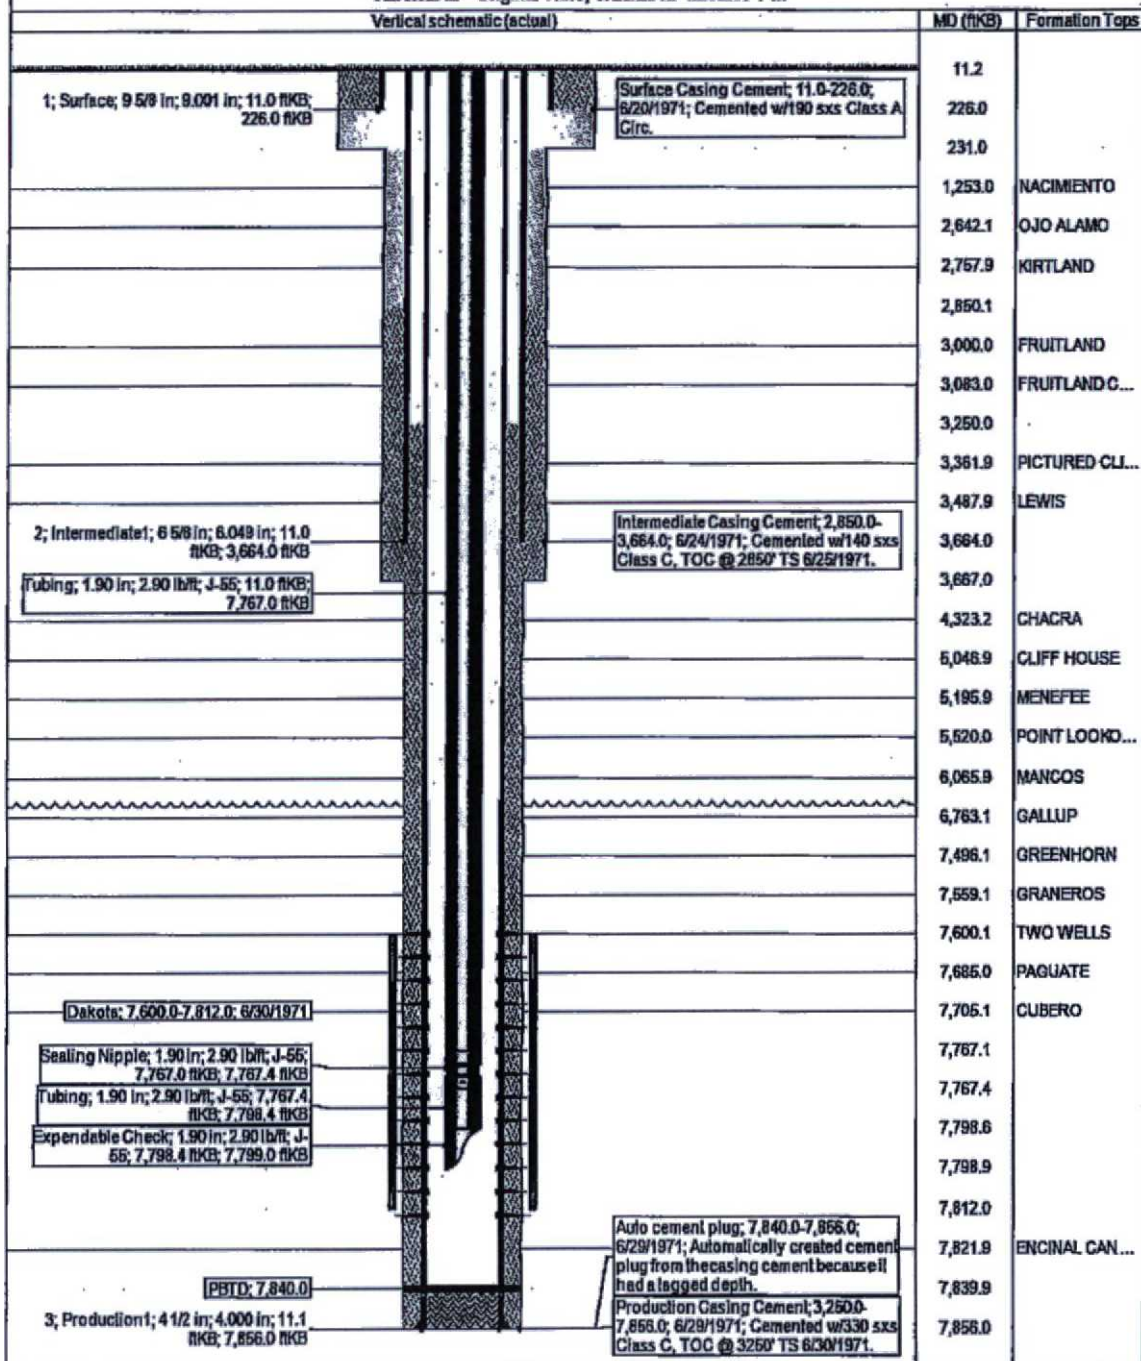 Vertical schematic (actual)
MD (ftKB)
Formation Tops
11.2
1; Surface; 9 5/8 in; 9.001 in; 11.0 ftKB;
226.0 ftKB
Surface Casing Cement; 11.0-226.0;
6/20/1971; Cemented w/190 sxs Class A
Circ.
226.0
231.0
1,253.0 NACIMIENTO
2,642.1 OJO ALAMO
2,757.9 KIRTLAND
2,850.1
3,000.0 FRUITLAND
3,083.0 FRUITLAND C...
3,250.0
3,361.9 PICTURED CLI...
3,487.9 LEWIS
2; Intermediate1; 6 5/8 in; 6.049 in; 11.0
ftKB; 3,664.0 ftKB
Intermediate Casing Cement; 2,850.0-
3,664.0; 6/24/1971; Cemented w/140 sxs
Class C, TOC @ 2850' TS 6/25/1971.
3,664.0
Tubing; 1.90 in; 2.90 lb/ft; J-55; 11.0 ftKB;
7,767.0 ftKB
3,667.0
4,323.2 CHACRA
5,046.9 CLIFF HOUSE
5,195.9 MENEFEE
5,520.0 POINT LOOKO...
6,065.9 MANCOS
6,763.1 GALLUP
7,496.1 GREENHORN
7,559.1 GRANEROS
7,600.1 TWO WELLS
7,685.0 PAGUATE
Dakota; 7,600.0-7,812.0; 6/30/1971
7,705.1 CUBERO
Sealing Nipple; 1.90 in; 2.90 lb/ft; J-55;
7,767.0 ftKB; 7,767.4 ftKB
7,767.1
Tubing; 1.90 in; 2.90 lb/ft; J-55; 7,767.4
ftKB; 7,798.4 ftKB
7,767.4
Expendable Check; 1.90 in; 2.90 lb/ft; J-
55; 7,798.4 ftKB; 7,799.0 ftKB
7,798.6
7,798.9
7,812.0
Auto cement plug; 7,840.0-7,856.0;
6/29/1971; Automatically created cement
plug from the casing cement because it
had a tagged depth.
7,821.9 ENCINAL CAN...
PBTD; 7,840.0
7,839.9
3; Production1; 4 1/2 in; 4.000 in; 11.1
ftKB; 7,856.0 ftKB
Production Casing Cement; 3,250.0-
7,856.0; 6/29/1971; Cemented w/330 sxs
Class C, TOC @ 3250' TS 6/30/1971.
7,856.0